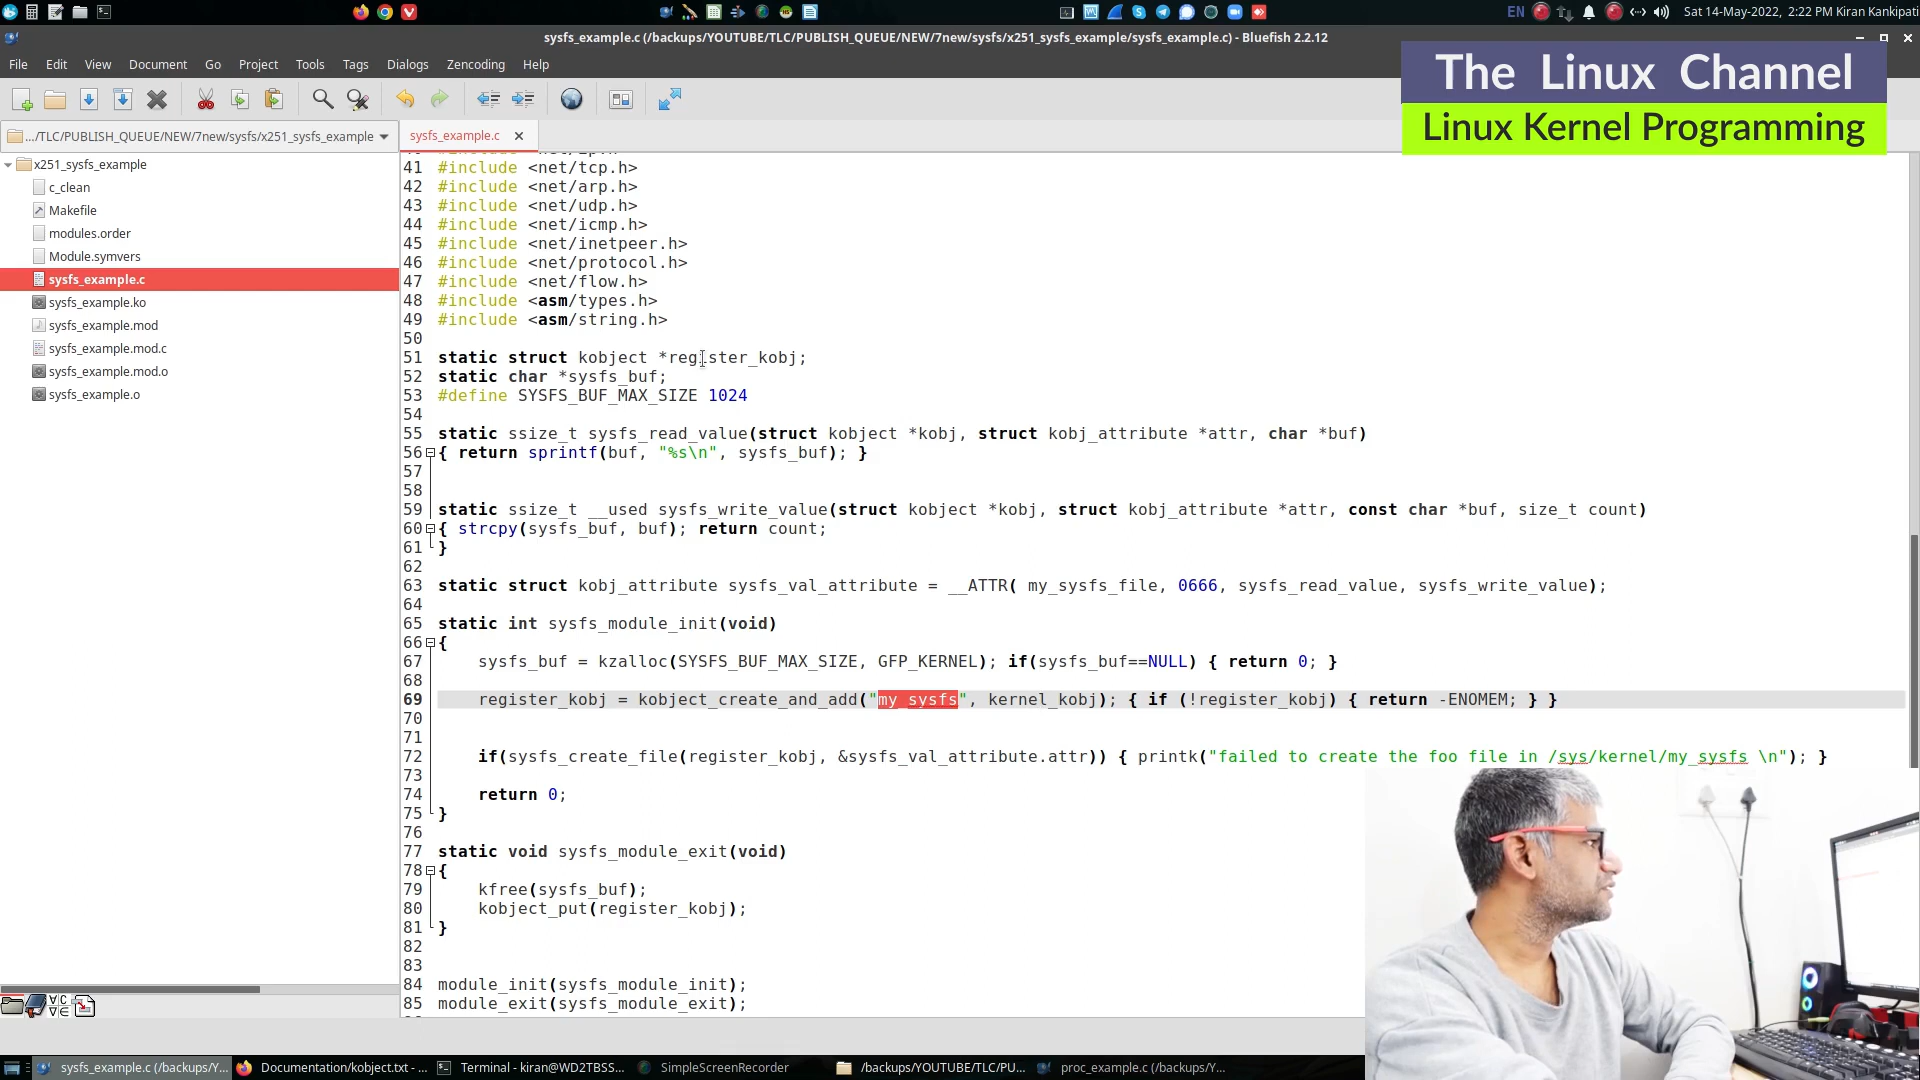 EN
Sat 14-May-2022, 2:22 PM Kiran Kankipati
sysfs_example.c (/backups/YOUTUBE/TLC/PUBLISH_QUEUE/NEW/7new/sysfs/x251_sysfs_example/sysfs_example.c) - Bluefish 2.2.12
File Edit View Document Go Project Tools Tags Dialogs Zencoding Help
The Linux Channel
Linux Kernel Programming
.../TLC/PUBLISH_QUEUE/NEW/7new/sysfs/x251_sysfs_example
sysfs_example.c
x251_sysfs_example
c_clean
Makefile
modules.order
Module.symvers
sysfs_example.c
sysfs_example.ko
sysfs_example.mod
sysfs_example.mod.c
sysfs_example.mod.o
sysfs_example.o
41 #include <net/tcp.h>
42 #include <net/arp.h>
43 #include <net/udp.h>
44 #include <net/icmp.h>
45 #include <net/inetpeer.h>
46 #include <net/protocol.h>
47 #include <net/flow.h>
48 #include <asm/types.h>
49 #include <asm/string.h>
50
51 static struct kobject *register_kobj;
52 static char *sysfs_buf;
53 #define SYSFS_BUF_MAX_SIZE 1024
54
55 static ssize_t sysfs_read_value(struct kobject *kobj, struct kobj_attribute *attr, char *buf)
56 { return sprintf(buf, "%s\n", sysfs_buf); }
57
58
59 static ssize_t __used sysfs_write_value(struct kobject *kobj, struct kobj_attribute *attr, const char *buf, size_t count)
60 { strcpy(sysfs_buf, buf); return count;
61 }
62
63 static struct kobj_attribute sysfs_val_attribute = __ATTR( my_sysfs_file, 0666, sysfs_read_value, sysfs_write_value);
64
65 static int sysfs_module_init(void)
66 {
67 sysfs_buf = kzalloc(SYSFS_BUF_MAX_SIZE, GFP_KERNEL); if(sysfs_buf==NULL) { return 0; }
68
69 register_kobj = kobject_create_and_add("my_sysfs", kernel_kobj); { if (!register_kobj) { return -ENOMEM; } }
70
71
72 if(sysfs_create_file(register_kobj, &sysfs_val_attribute.attr)) { printk("failed to create the foo file in /sys/kernel/my_sysfs \n"); }
73
74 return 0;
75 }
76
77 static void sysfs_module_exit(void)
78 {
79 kfree(sysfs_buf);
80 kobject_put(register_kobj);
81 }
82
83
84 module_init(sysfs_module_init);
85 module_exit(sysfs_module_exit);
sysfs_example.c (/backups/Y...
Documentation/kobject.txt - ...
Terminal - kiran@WD2TBSS...
SimpleScreenRecorder
/backups/YOUTUBE/TLC/PU...
proc_example.c (/backups/Y...